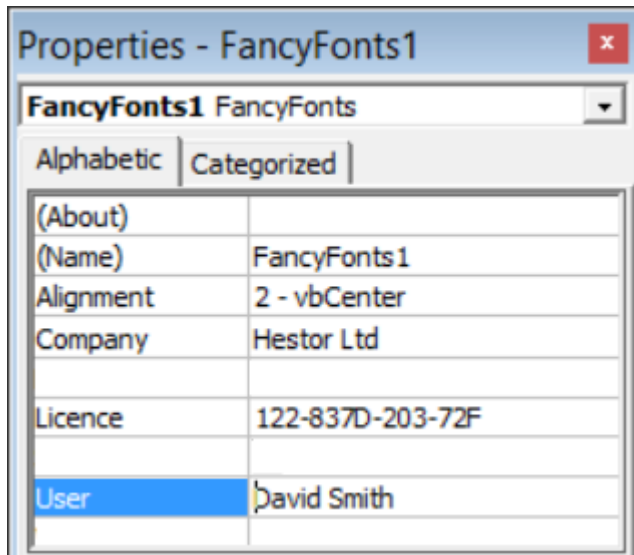 Properties - FancyFonts1
x
FancyFonts1 FancyFonts
Alphabetic Categorized
(About)
(Name) FancyFonts1
Alignment 2 - vbCenter
Company Hestor Ltd
Licence 122-837D-203-72F
User David Smith